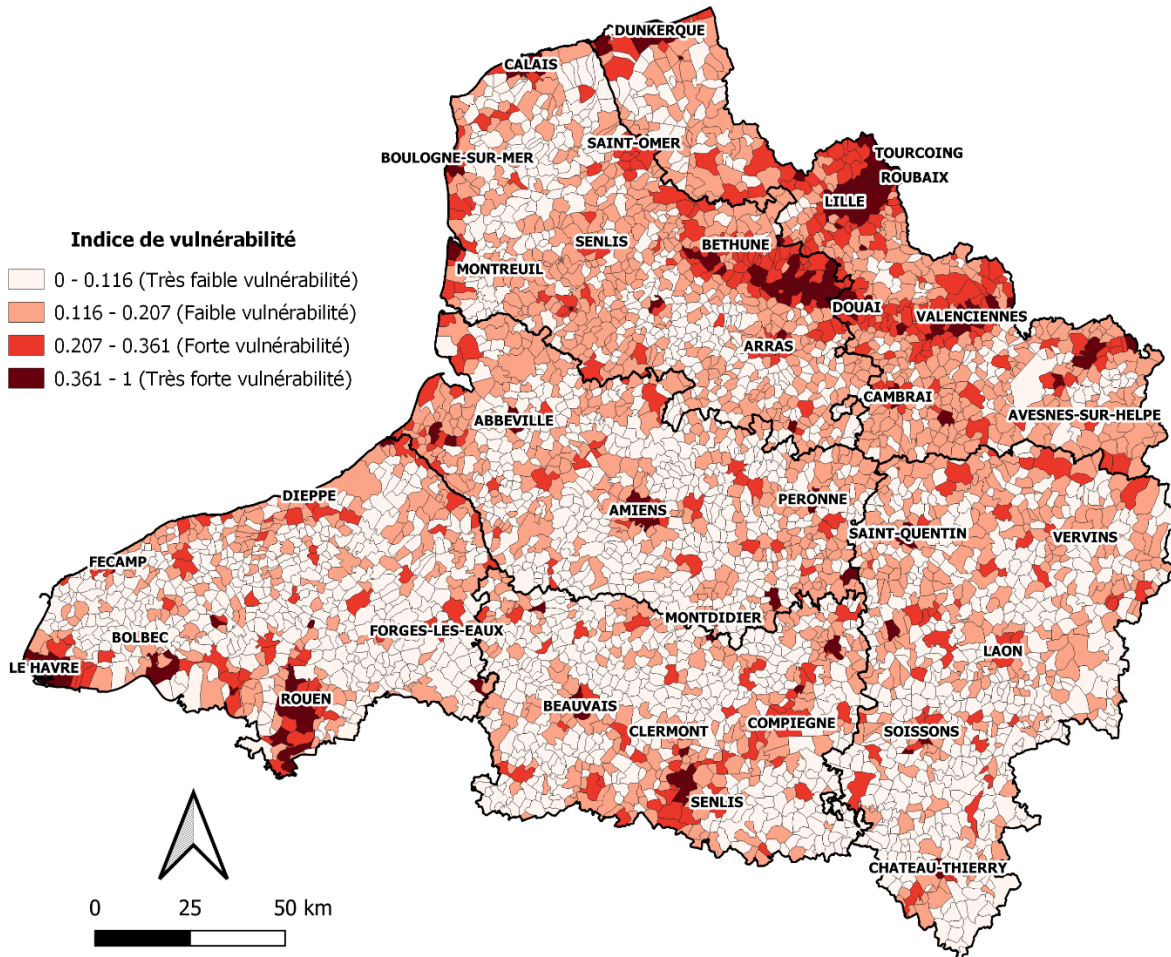 DUNKERQUE
CALAIS
SAINT-OMER
BOULOGNE-SUR-MER
TOURCOING
ROUBAIX
LILLE
Indice de vulnérabilité
0 - 0.116 (Très faible vulnérabilité)
0.116 - 0.207 (Faible vulnérabilité)
0.207 - 0.361 (Forte vulnérabilité)
0.361 - 1 (Très forte vulnérabilité)
SENLIS
BETHUNE
MONTREUIL
DOUAI
VALENCIENNES
ARRAS
CAMBRAI
AVESNES-SUR-HELPE
ABBEVILLE
DIEPPE
AMIENS
PERONNE
SAINT-QUENTIN
VERVINS
FECAMP
BOLBEC
FORGES-LES-EAUX
MONTDIDIER
LAON
LE HAVRE
ROUEN
BEAUVAIS
CLERMONT
COMPIEGNE
SOISSONS
SENLIS
CHATEAU-THIERRY
0 25 50 km